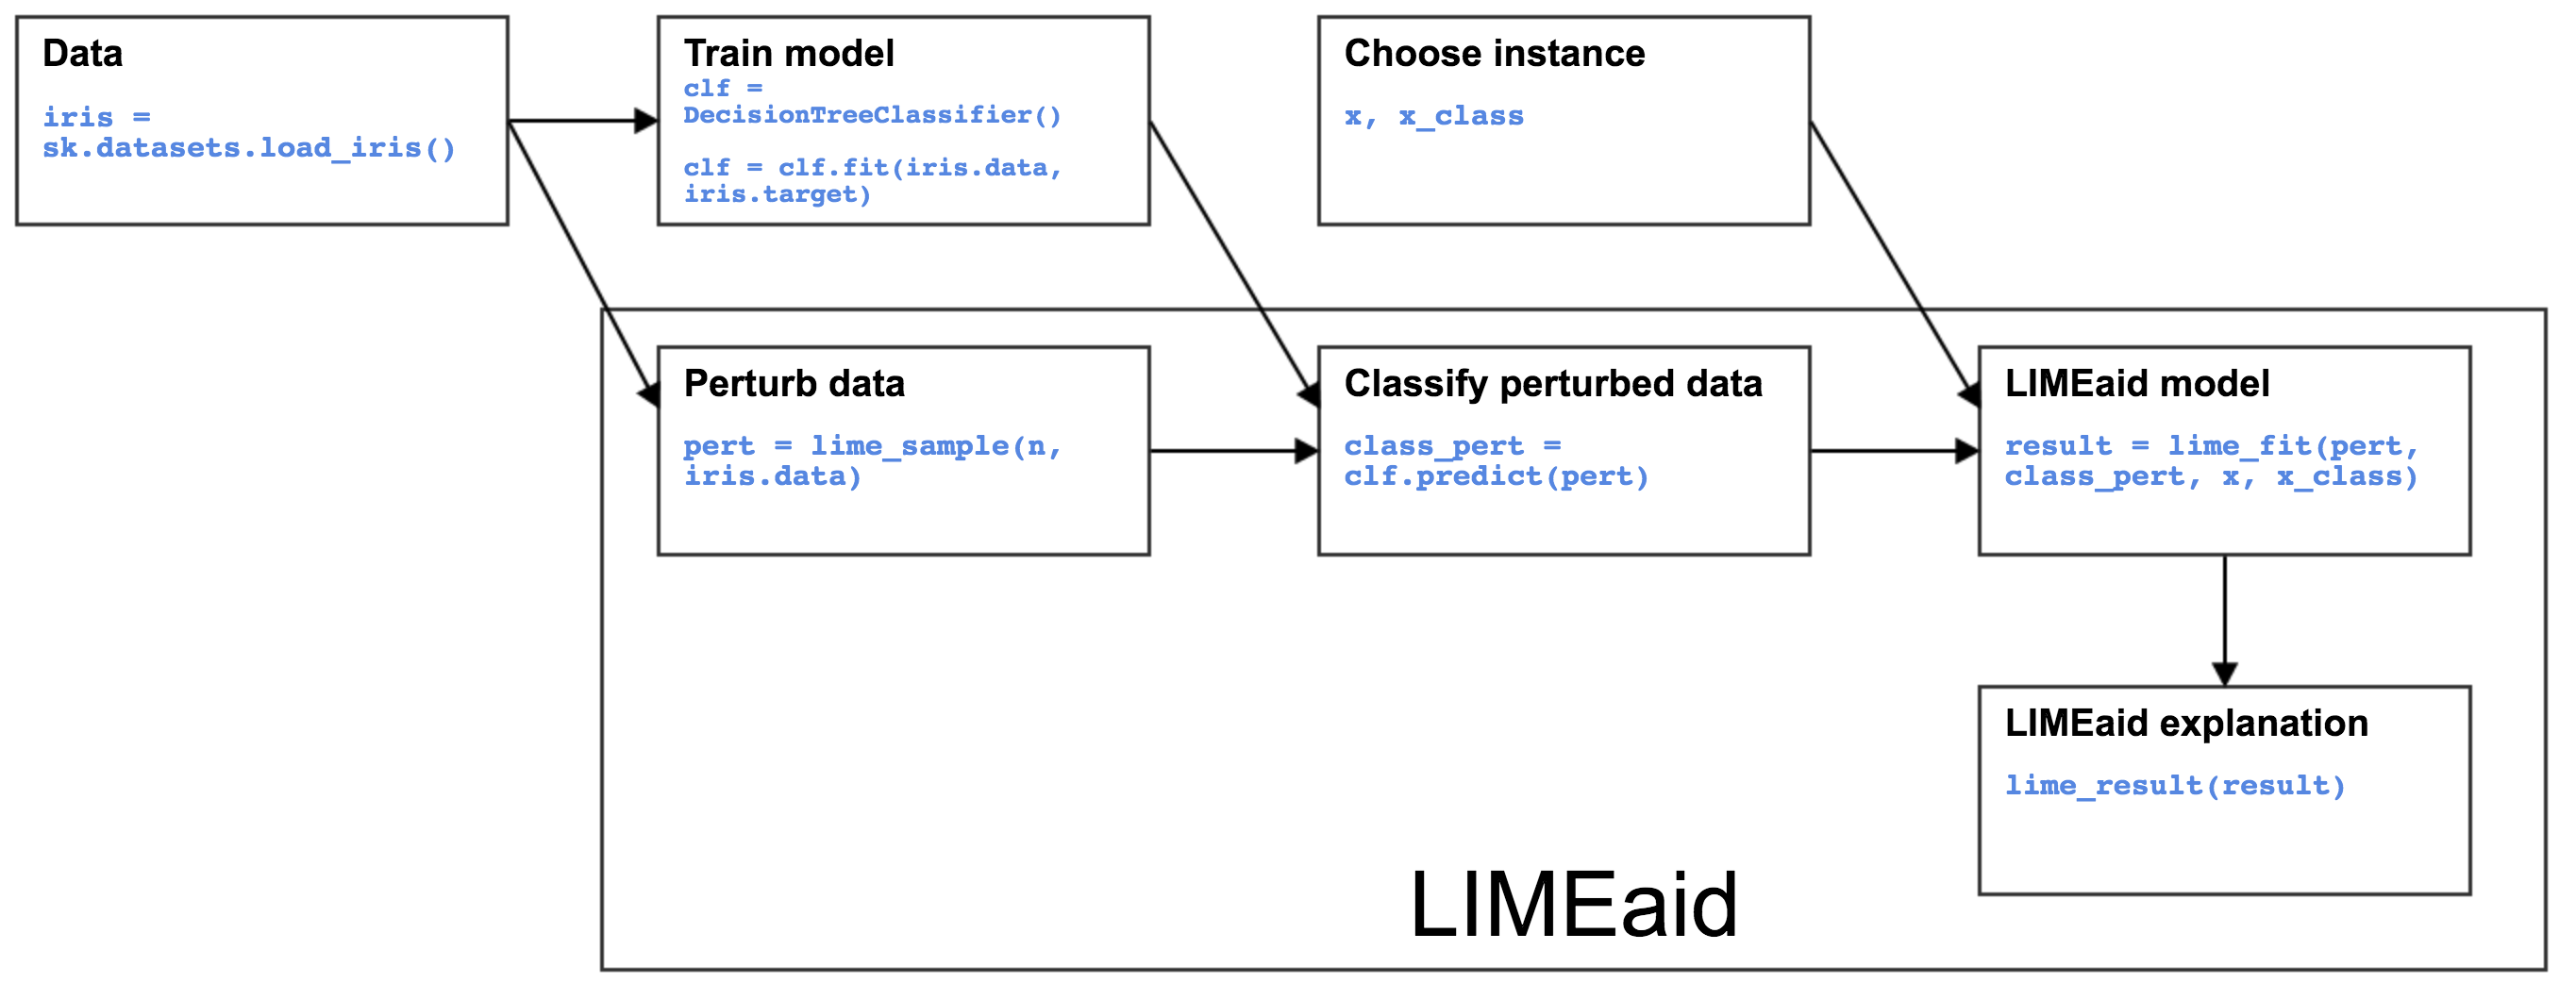 Data
iris =
sk.datasets.load_iris()
Train model
clf =
DecisionTreeClassifier()
clf = clf.fit(iris.data,
iris.target)
Choose instance
x, x_class
Perturb data
pert = lime_sample(n,
iris.data)
Classify perturbed data
class_pert =
clf.predict(pert)
LIMEaid model
result = lime_fit(pert,
class_pert, x, x_class)
LIMEaid explanation
lime_result(result)
LIMEaid